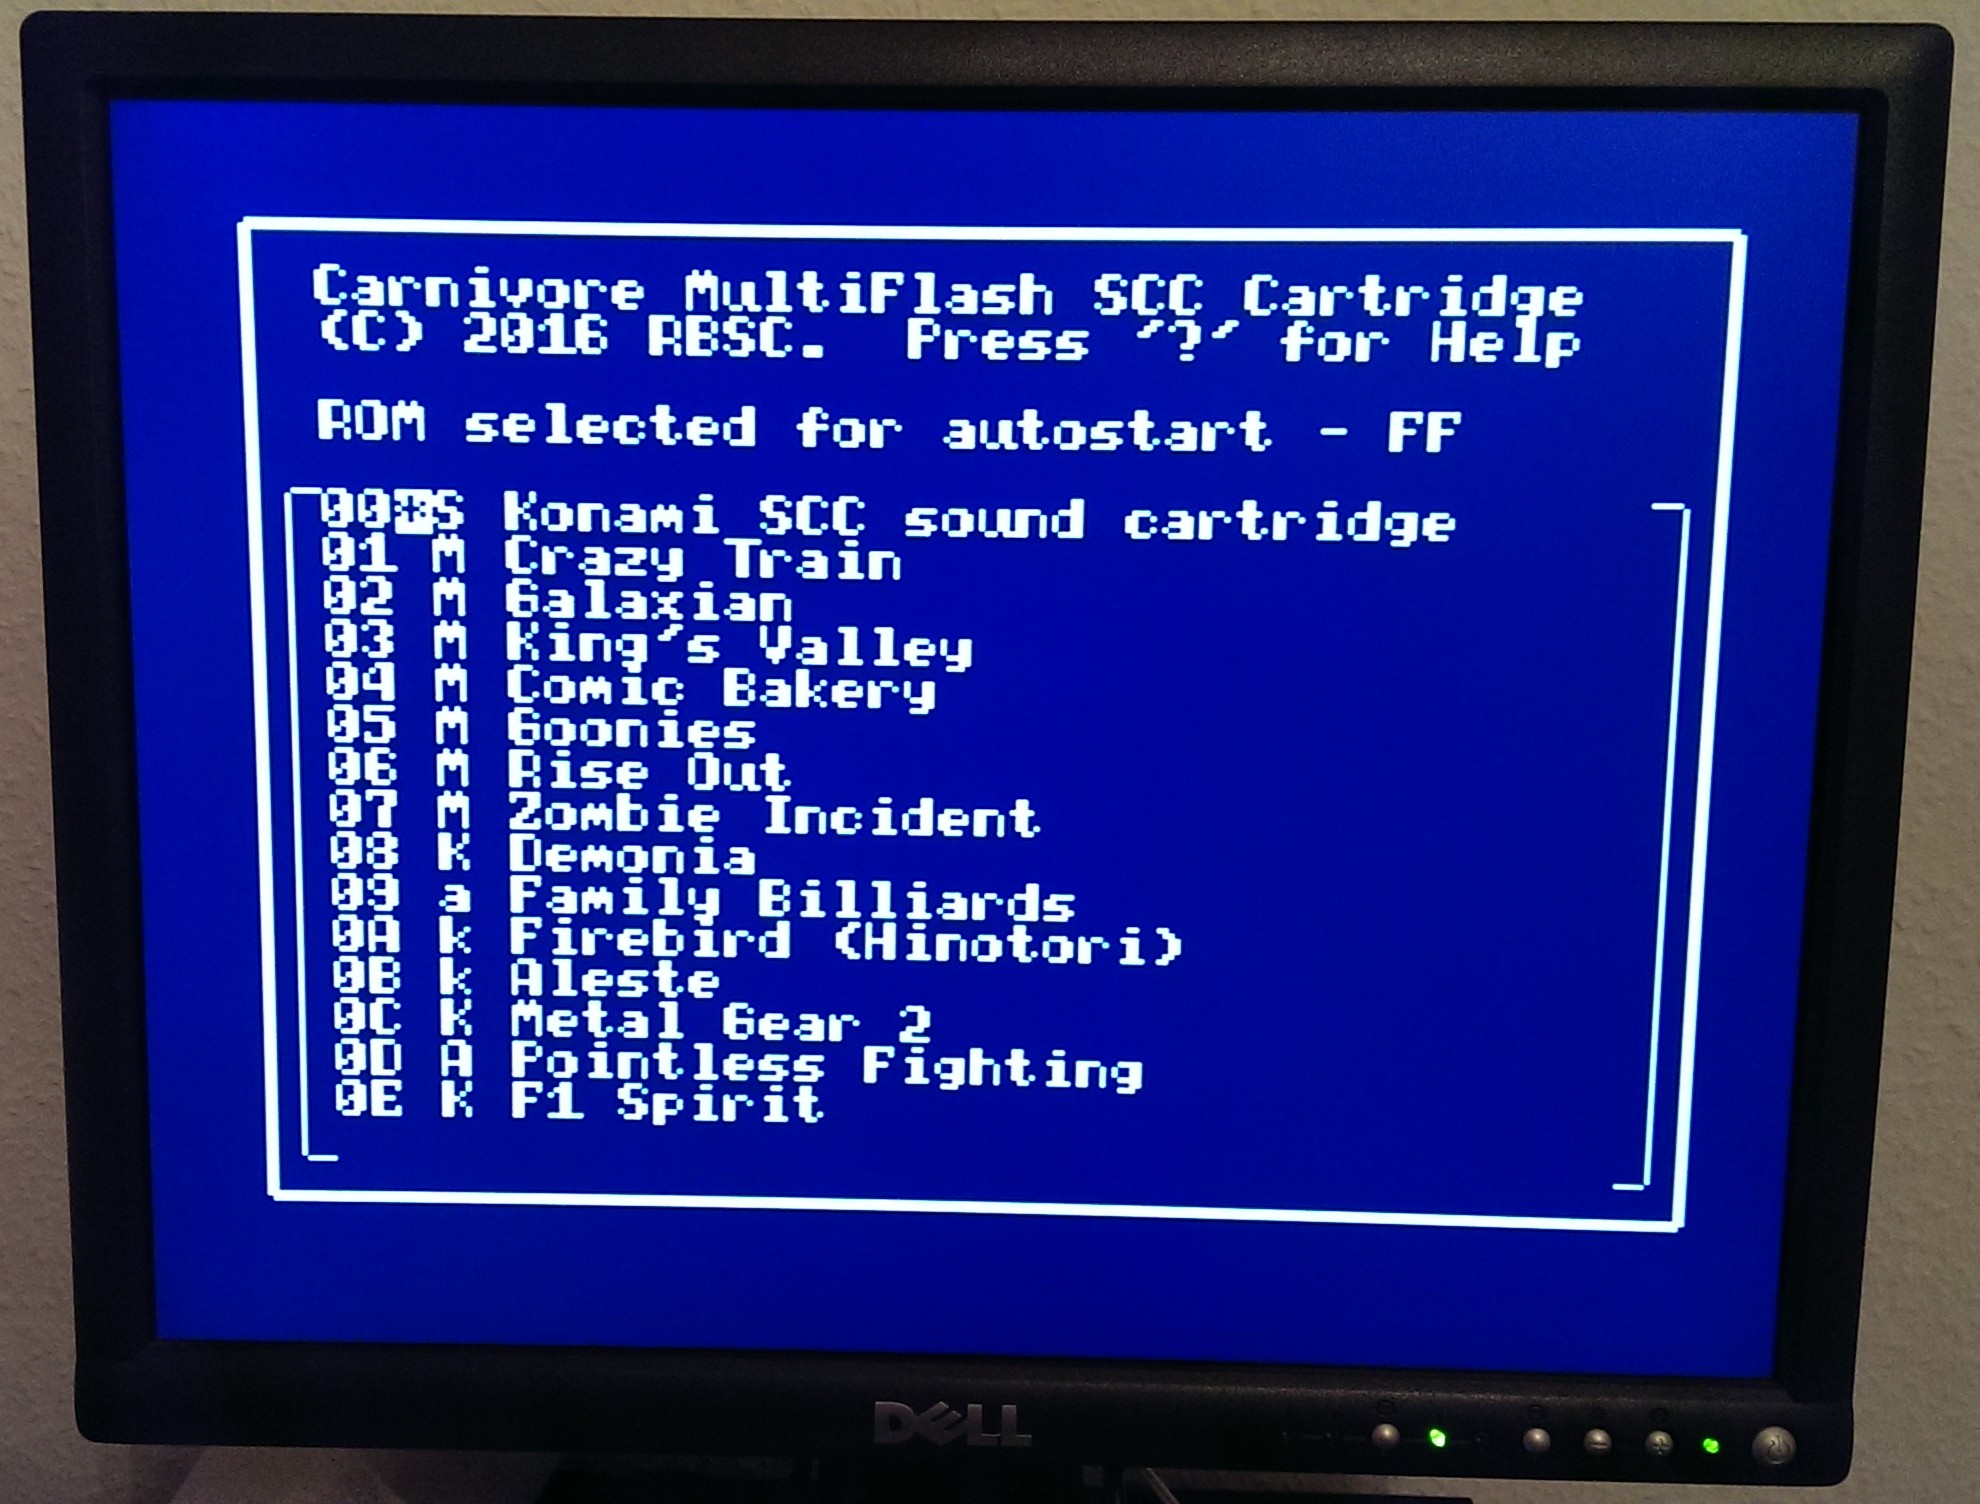 Carnivore MultiFlash SCC Cartridge
(C) 2016 RBSC.  Press '?' for Help
ROM selected for autostart - FF
00 S Konami SCC sound cartridge
01 M Crazy Train
02 M Galaxian
03 M King's Valley
04 M Comic Bakery
05 M Goonies
06 M Rise Out
07 M Zombie Incident
08 K Demonia
09 a Family Billiards
0A k Firebird (Hinotori)
0B k Aleste
0C K Metal Gear 2
0D A Pointless Fighting
0E K F1 Spirit
DELL